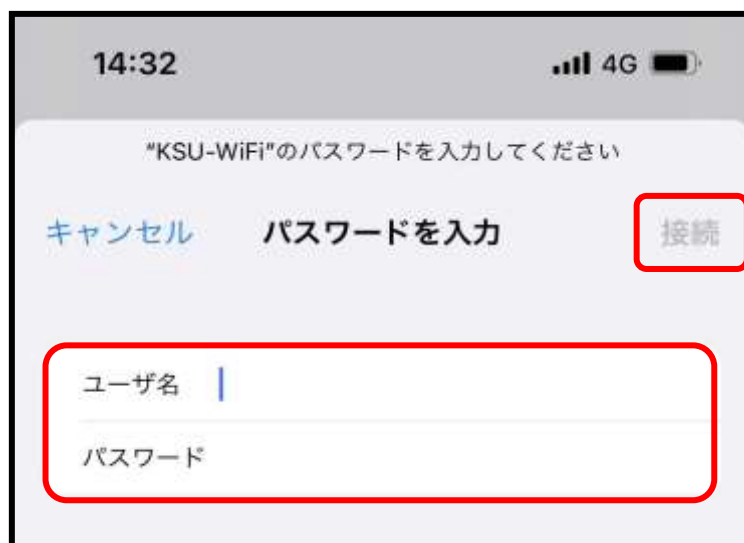 14:32 4G
“KSU-WiFi”のパスワードを入力してください
キャンセル パスワードを入力 接続
ユーザ名
パスワード